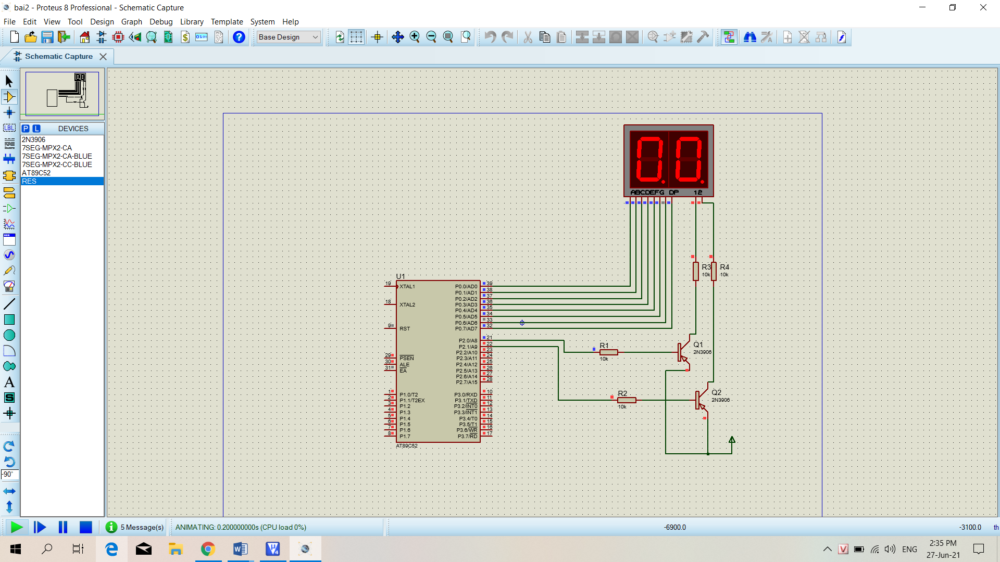 bai2 - Proteus 8 Professional - Schematic Capture
File Edit View Tool Design Graph Debug Library Template System Help
Base Design
Schematic Capture
P L DEVICES
2N3906
7SEG-MPX2-CA
7SEG-MPX2-CA-BLUE
7SEG-MPX2-CC-BLUE
AT89C52
RES
LBL
A
S
-90°
ABCDEFG DP 12
R3
10k
R4
10k
U1
19 XTAL1
18 XTAL2
9 RST
29 PSEN
30 ALE
31 EA
1 P1.0/T2
2 P1.1/T2EX
3 P1.2
4 P1.3
5 P1.4
6 P1.5
7 P1.6
8 P1.7
P0.0/AD0 39
P0.1/AD1 38
P0.2/AD2 37
P0.3/AD3 36
P0.4/AD4 35
P0.5/AD5 34
P0.6/AD6 33
P0.7/AD7 32
P2.0/A8 21
P2.1/A9 22
P2.2/A10 23
P2.3/A11 24
P2.4/A12 25
P2.5/A13 26
P2.6/A14 27
P2.7/A15 28
P3.0/RXD 10
P3.1/TXD 11
P3.2/INT0 12
P3.3/INT1 13
P3.4/T0 14
P3.5/T1 15
P3.6/WR 16
P3.7/RD 17
AT89C52
R1
10k
Q1
2N3906
R2
10k
Q2
2N3906
5 Message(s)
ANIMATING: 0.200000000s (CPU load 0%)
-6900.0
-3100.0
th
ENG
2:35 PM
27-Jun-21